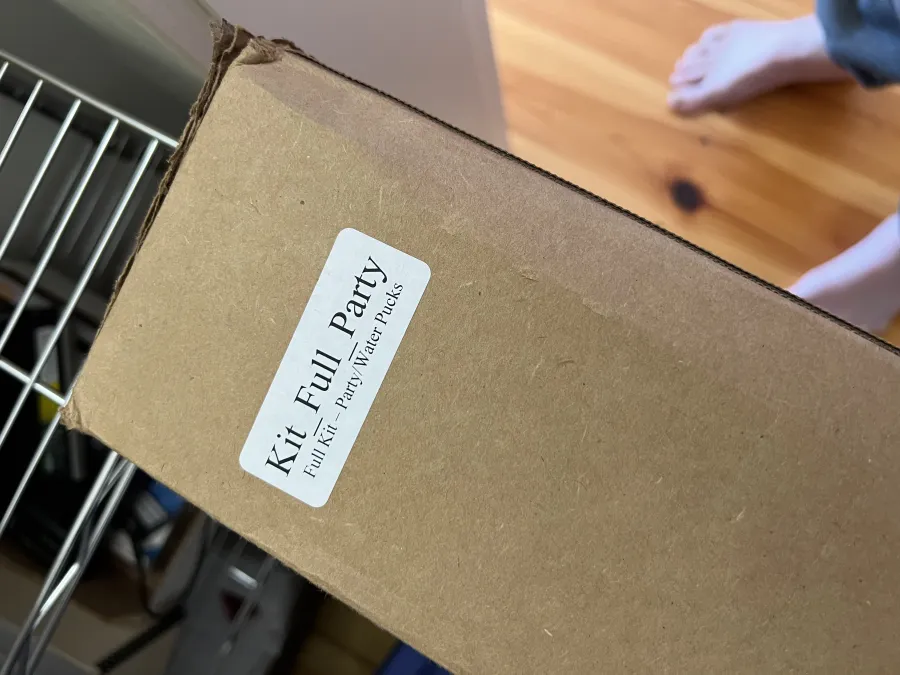 Kit_Full_Party
Full Kit – Party/Water Pucks